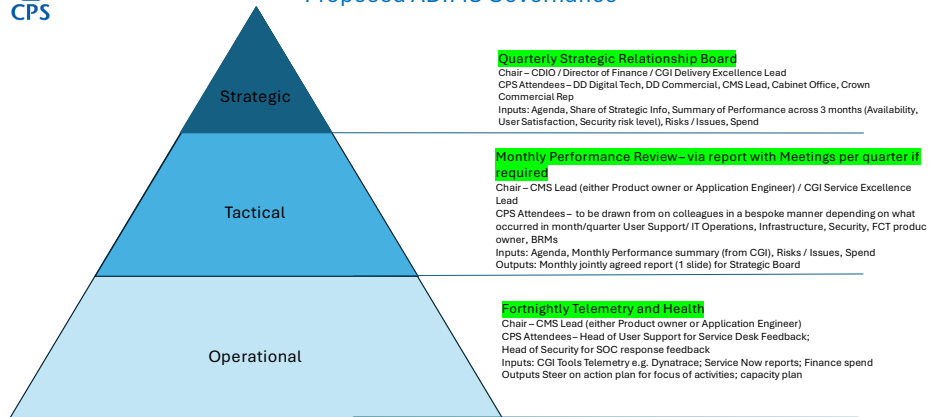 CPS
Proposed ADMS Governance
Strategic
Quarterly Strategic Relationship Board
Chair – CDIO / Director of Finance / CGI Delivery Excellence Lead
CPS Attendees – DD Digital Tech, DD Commercial, CMS Lead, Cabinet Office, Crown
Commercial Rep
Inputs: Agenda, Share of Strategic Info, Summary of Performance across 3 months (Availability,
User Satisfaction, Security risk level), Risks / Issues, Spend
Tactical
Monthly Performance Review– via report with Meetings per quarter if
required
Chair – CMS Lead (either Product owner or Application Engineer) / CGI Service Excellence
Lead
CPS Attendees – to be drawn from on colleagues in a bespoke manner depending on what
occurred in month/quarter User Support/ IT Operations, Infrastructure, Security, FCT produc
owner, BRMs
Inputs: Agenda, Monthly Performance summary (from CGI), Risks / Issues, Spend
Outputs: Monthly jointly agreed report (1 slide) for Strategic Board
Operational
Fortnightly Telemetry and Health
Chair – CMS Lead (either Product owner or Application Engineer)
CPS Attendees – Head of User Support for Service Desk Feedback;
Head of Security for SOC response feedback
Inputs: CGI Tools Telemetry e.g. Dynatrace; Service Now reports; Finance spend
Outputs Steer on action plan for focus of activities; capacity plan